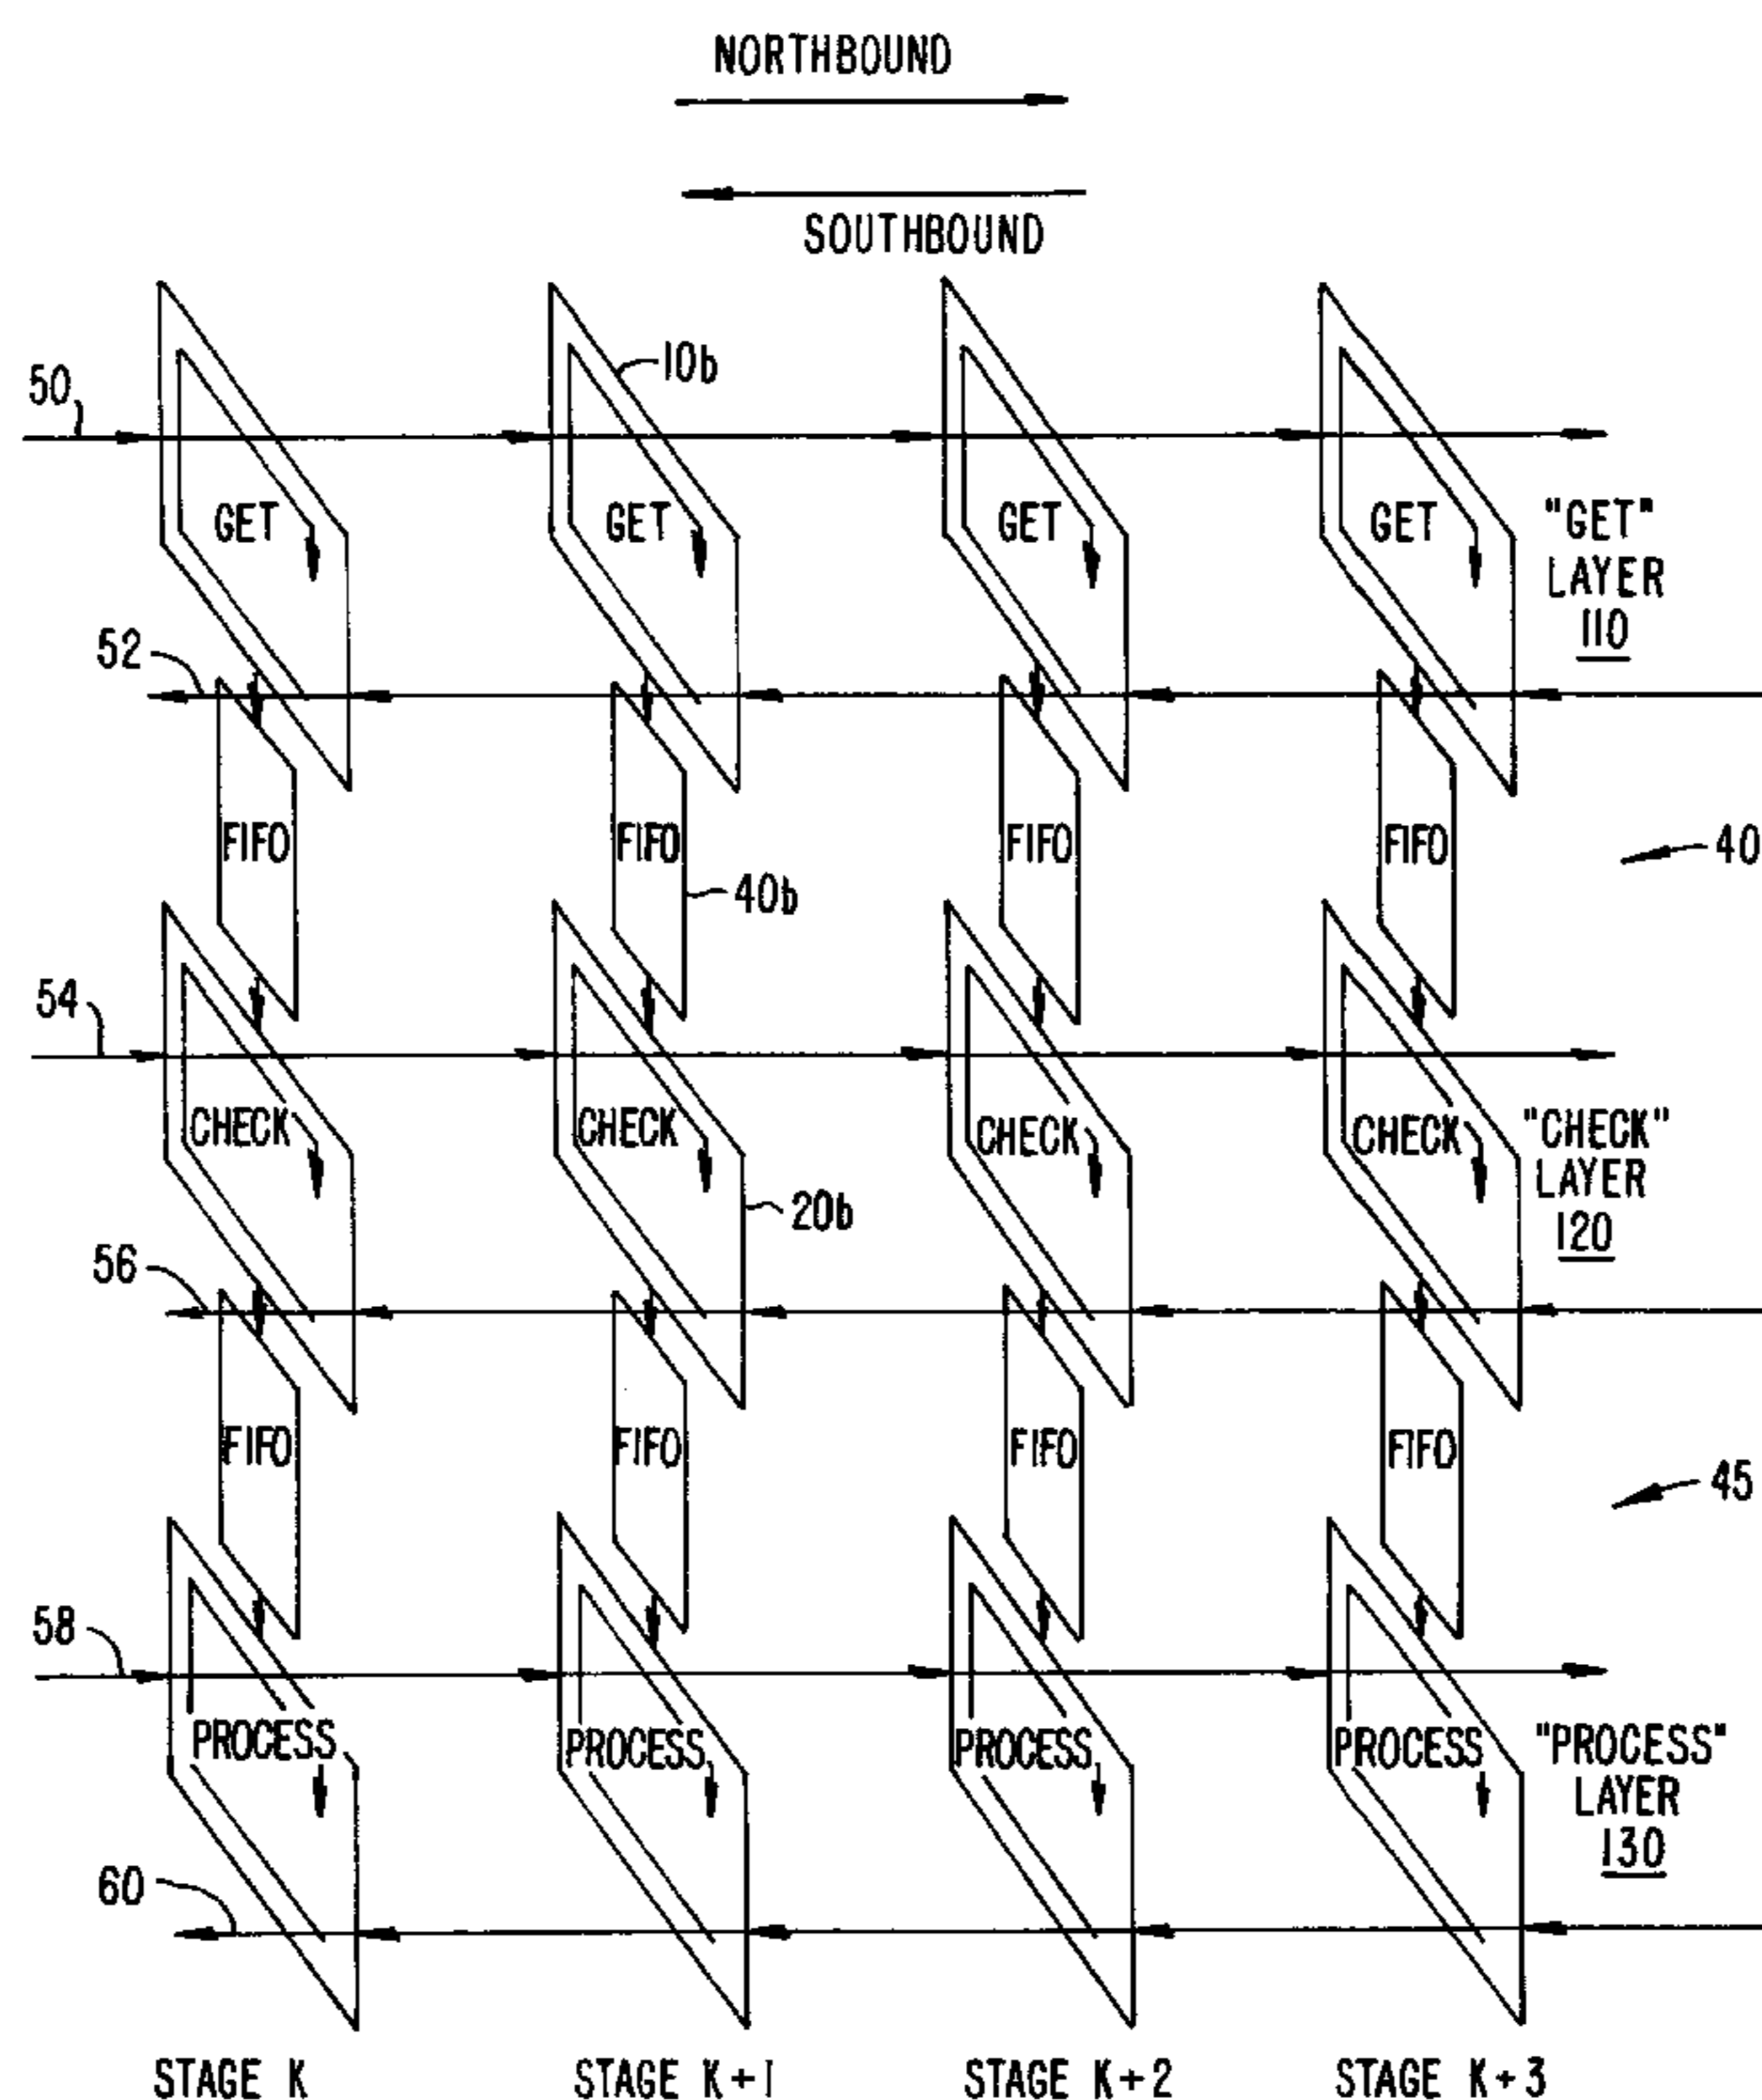 NORTHBOUND
SOUTHBOUND
10b
50
GET GET GET GET "GET"
LAYER
110
52
FIFO FIFO FIFO FIFO 40
40b
54
CHECK CHECK CHECK CHECK "CHECK"
LAYER
120
20b
56
FIFO FIFO FIFO FIFO
45
58
PROCESS PROCESS PROCESS PROCESS "PROCESS"
LAYER
130
60
STAGE K STAGE K+1 STAGE K+2 STAGE K+3